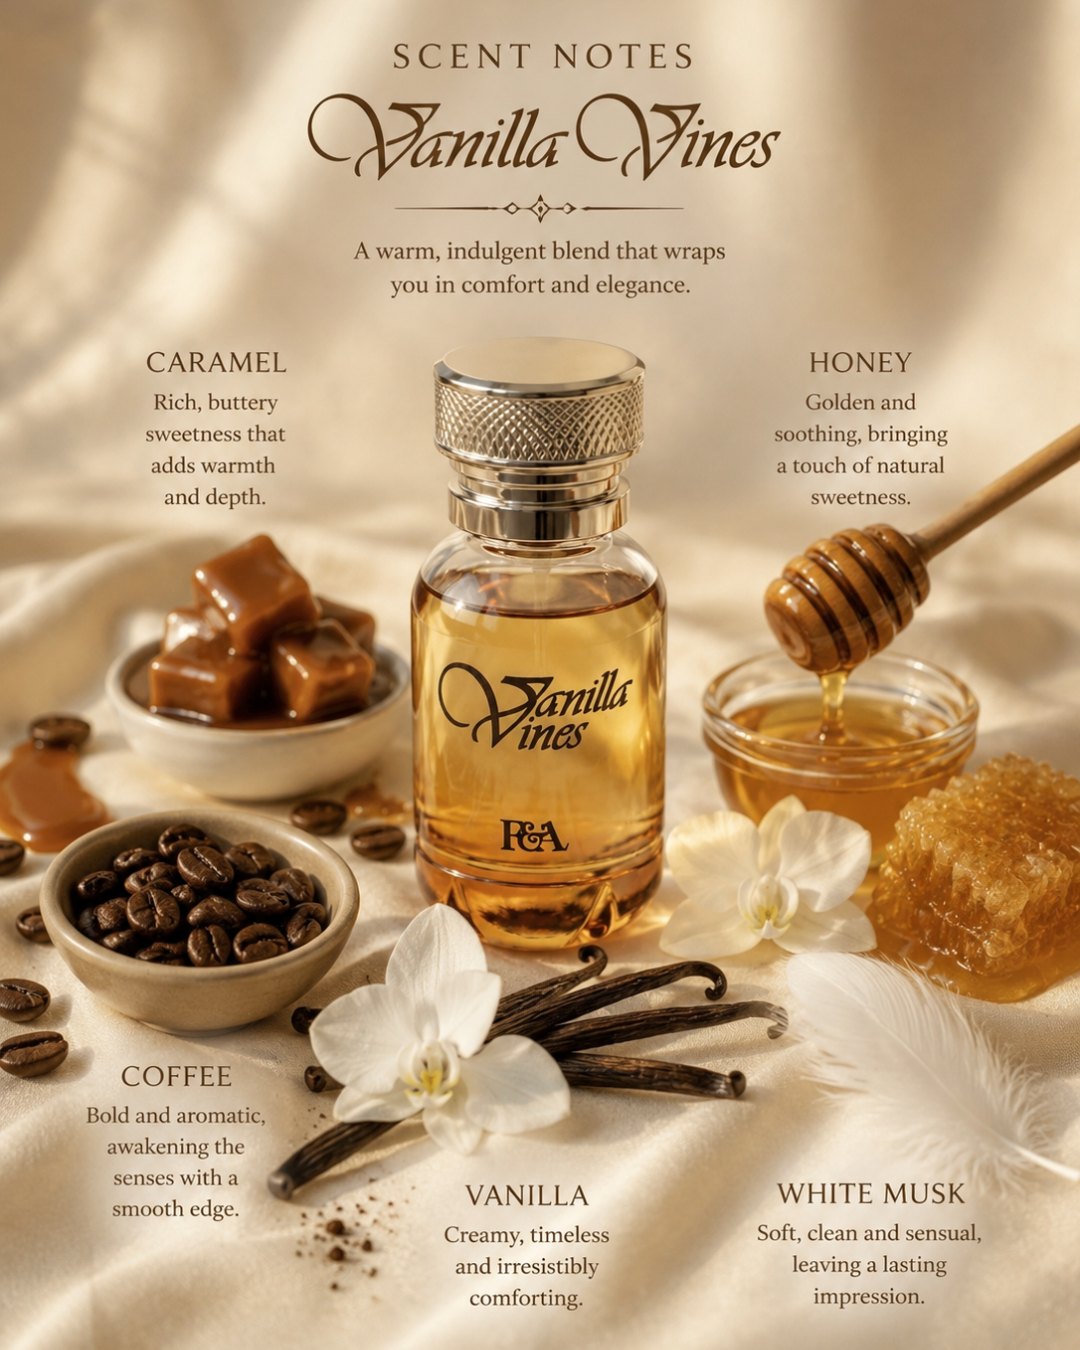 SCENT NOTES
Vanilla Vines
A warm, indulgent blend that wraps
you in comfort and elegance.
CARAMEL
Rich, buttery
sweetness that
adds warmth
and depth.
HONEY
Golden and
soothing, bringing
a touch of natural
sweetness.
Vanilla
Vines
R&A
COFFEE
Bold and aromatic,
awakening the
senses with a
smooth edge.
VANILLA
Creamy, timeless
and irresistibly
comforting.
WHITE MUSK
Soft, clean and sensual,
leaving a lasting
impression.